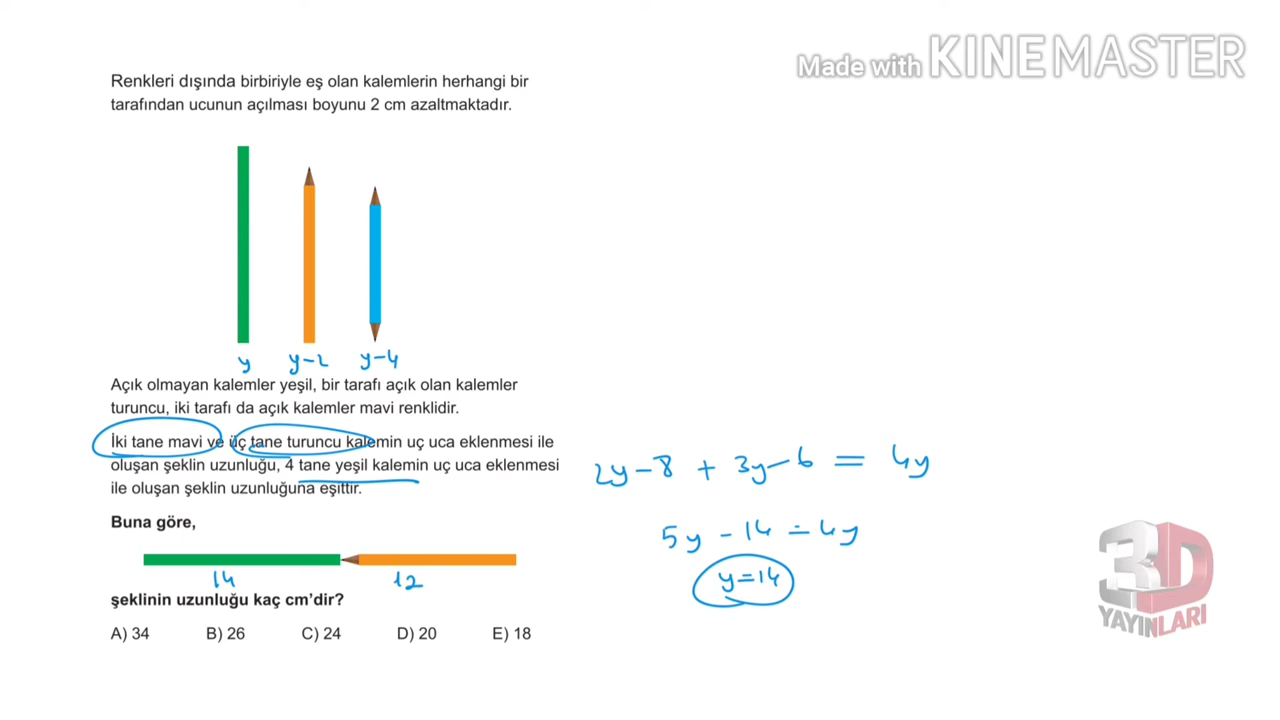 Made with KINEMASTER
Renkleri dışında birbiriyle eş olan kalemlerin herhangi bir
tarafından ucunun açılması boyunu 2 cm azaltmaktadır.
y y-2 y-4
Açık olmayan kalemler yeşil, bir tarafı açık olan kalemler
turuncu, iki tarafı da açık kalemler mavi renklidir.
İki tane mavi ve üç tane turuncu kalemin uç uca eklenmesi ile
oluşan şeklin uzunluğu, 4 tane yeşil kalemin uç uca eklenmesi
ile oluşan şeklin uzunluğuna eşittir.
Buna göre,
14 12
şeklinin uzunluğu kaç cm'dir?
A) 34 B) 26 C) 24 D) 20 E) 18
2y-8 + 3y-6 = 4y
5y-14=4y
y=14
3D
YAYINLARI